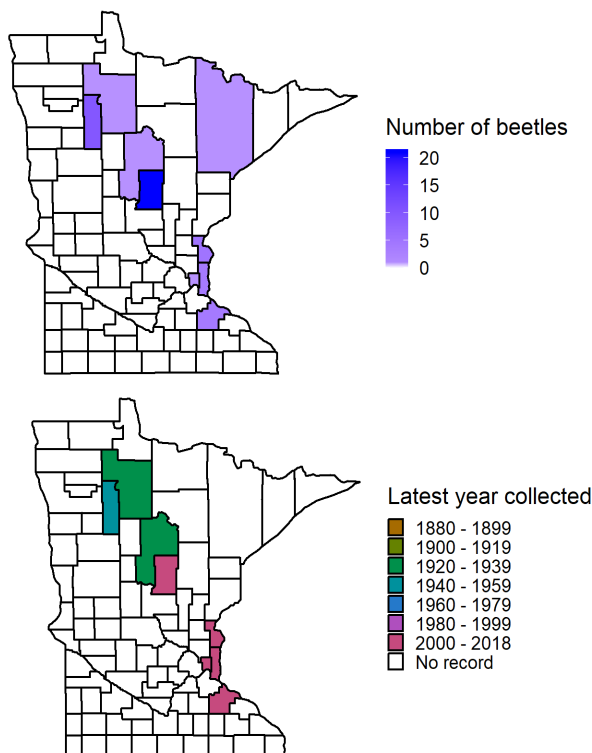 Number of beetles
20
15
10
5
0
Latest year collected
1880 - 1899
1900 - 1919
1920 - 1939
1940 - 1959
1960 - 1979
1980 - 1999
2000 - 2018
No record